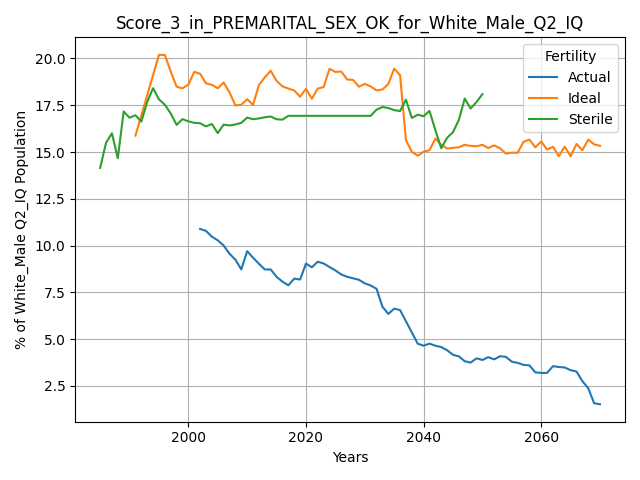 Score_3_in_PREMARITAL_SEX_OK_for_White_Male_Q2_IQ
% of White_Male Q2_IQ Population
20.0
17.5
15.0
12.5
10.0
7.5
5.0
2.5
Fertility
Actual
Ideal
Sterile
2000
2020
2040
2060
Years